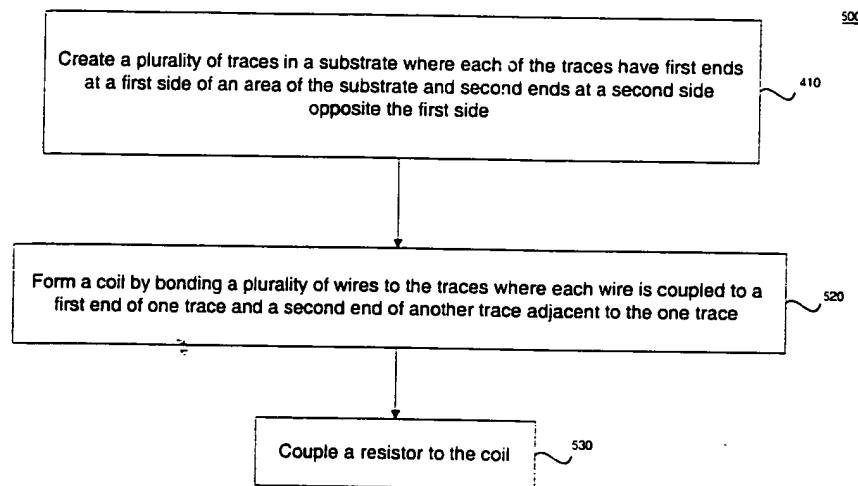 500
Create a plurality of traces in a substrate where each of the traces have first ends
at a first side of an area of the substrate and second ends at a second side
opposite the first side
410
Form a coil by bonding a plurality of wires to the traces where each wire is coupled to a
first end of one trace and a second end of another trace adjacent to the one trace
520
Couple a resistor to the coil
530